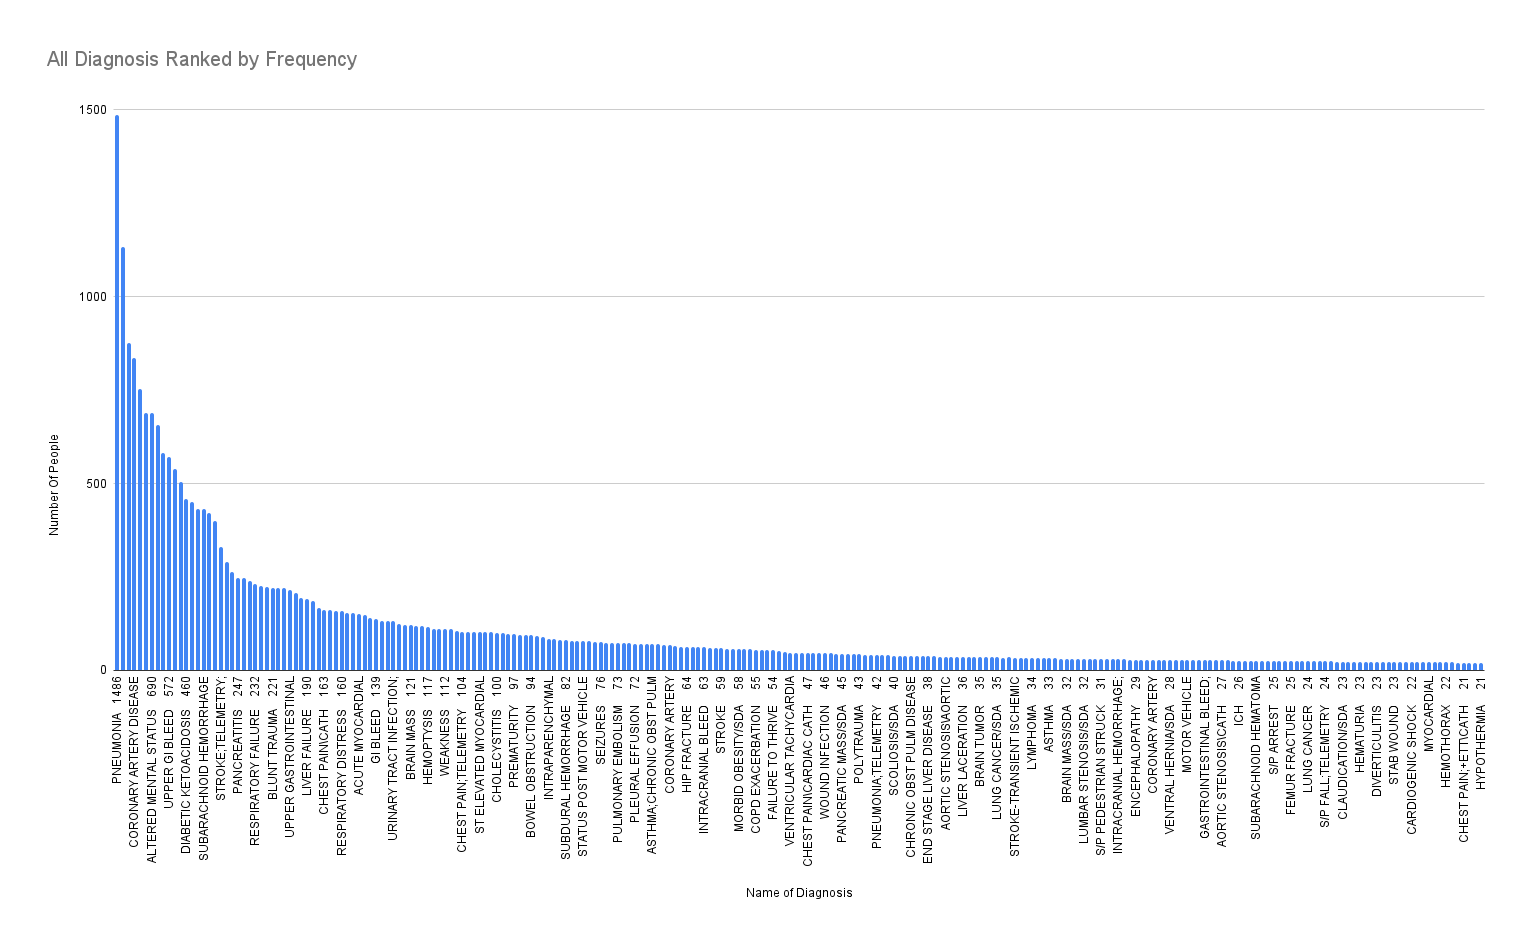 All Diagnosis Ranked by Frequency
1500
1000
500
0
Number Of People
PNEUMONIA 1486
CORONARY ARTERY DISEASE
ALTERED MENTAL STATUS 690
UPPER GI BLEED 572
DIABETIC KETOACIDOSIS 460
SUBARACHNOID HEMORRHAGE
STROKE;TELEMETRY;
PANCREATITIS 247
RESPIRATORY FAILURE 232
BLUNT TRAUMA 221
UPPER GASTROINTESTINAL
LIVER FAILURE 190
CHEST PAIN\CATH 163
RESPIRATORY DISTRESS 160
ACUTE MYOCARDIAL
GI BLEED 139
URINARY TRACT INFECTION;
BRAIN MASS 121
HEMOPTYSIS 117
WEAKNESS 112
CHEST PAIN;TELEMETRY 104
ST ELEVATED MYOCARDIAL
CHOLECYSTITIS 100
PREMATURITY 97
BOWEL OBSTRUCTION 94
INTRAPARENCHYMAL
SUBDURAL HEMORRHAGE 82
STATUS POST MOTOR VEHICLE
SEIZURES 76
PULMONARY EMBOLISM 73
PLEURAL EFFUSION 72
ASTHMA;CHRONIC OBST PULM
CORONARY ARTERY
HIP FRACTURE 64
INTRACRANIAL BLEED 63
STROKE 59
MORBID OBESITY/SDA 58
COPD EXACERBATION 55
FAILURE TO THRIVE 54
VENTRICULAR TACHYCARDIA
CHEST PAIN\CARDIAC CATH 47
WOUND INFECTION 46
PANCREATIC MASS/SDA 45
POLYTRAUMA 43
PNEUMONIA;TELEMETRY 42
SCOLIOSIS/SDA 40
CHRONIC OBST PULM DISEASE
END STAGE LIVER DISEASE 38
AORTIC STENOSIS\AORTIC
LIVER LACERATION 36
BRAIN TUMOR 35
LUNG CANCER/SDA 35
STROKE-TRANSIENT ISCHEMIC
LYMPHOMA 34
ASTHMA 33
BRAIN MASS/SDA 32
LUMBAR STENOSIS/SDA 32
S/P PEDESTRIAN STRUCK 31
INTRACRANIAL HEMORRHAGE;
ENCEPHALOPATHY 29
CORONARY ARTERY
VENTRAL HERNIA/SDA 28
MOTOR VEHICLE
GASTROINTESTINAL BLEED;
AORTIC STENOSIS\CATH 27
ICH 26
SUBARACHNOID HEMATOMA
S/P ARREST 25
FEMUR FRACTURE 25
LUNG CANCER 24
S/P FALL;TELEMETRY 24
CLAUDICATION/SDA 23
HEMATURIA 23
DIVERTICULITIS 23
STAB WOUND 23
CARDIOGENIC SHOCK 22
MYOCARDIAL
HEMOTHORAX 22
CHEST PAIN;+ETT\CATH 21
HYPOTHERMIA 21
Name of Diagnosis